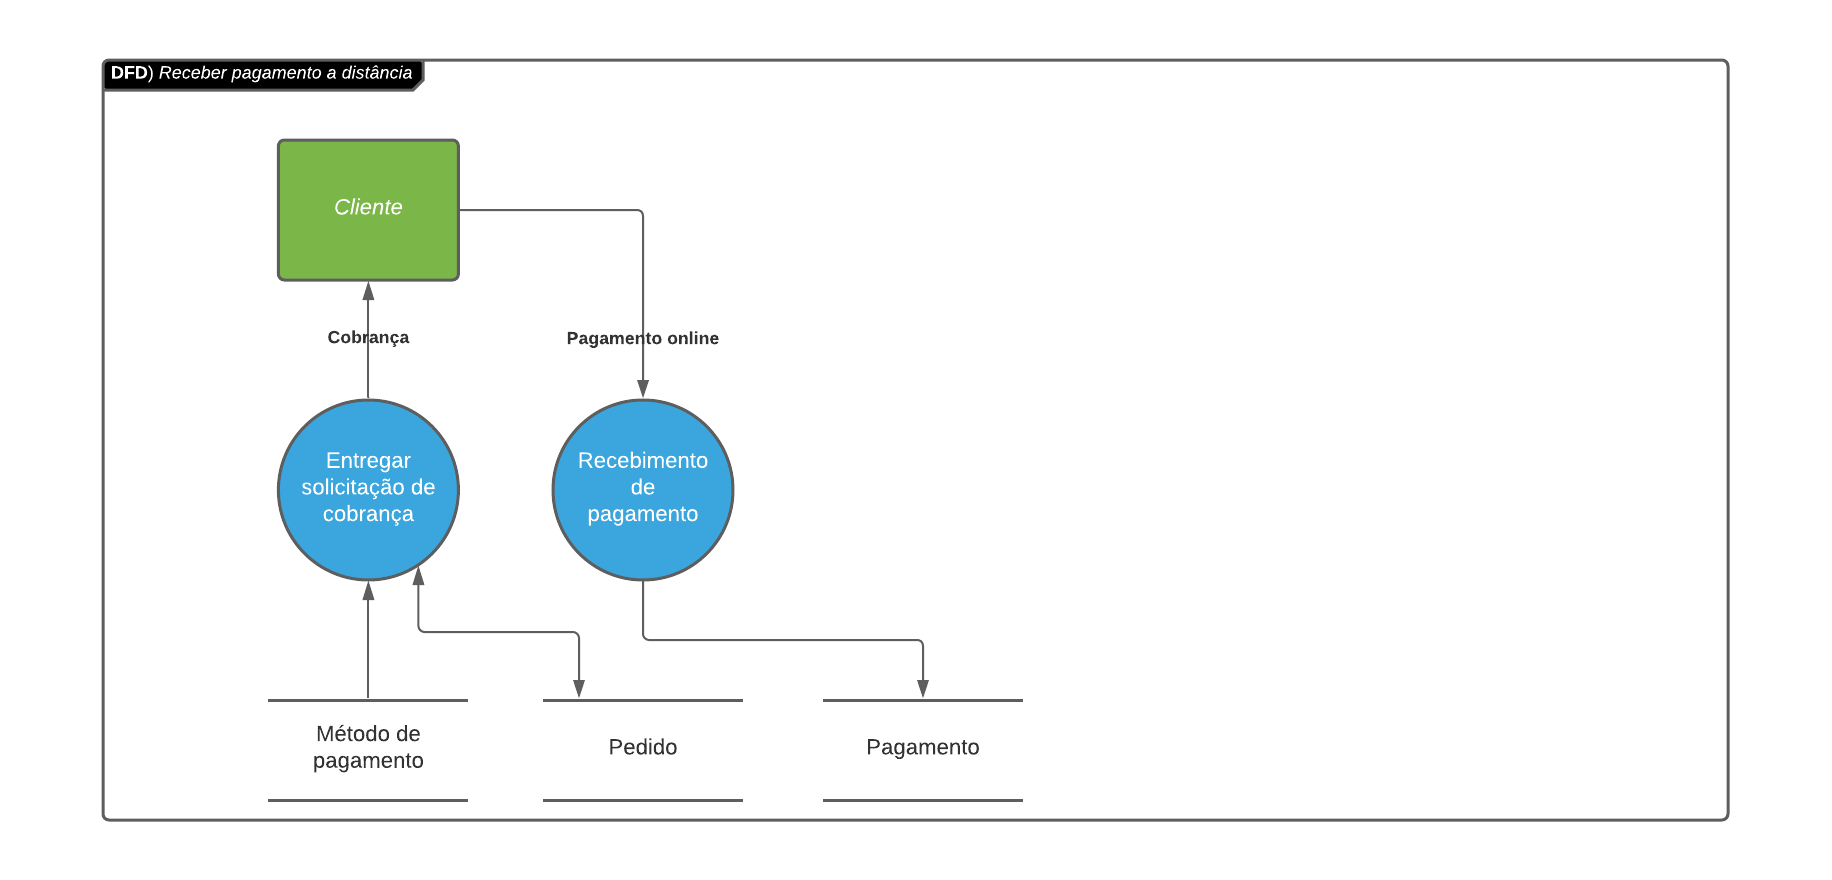 DFD) Receber pagamento a distância
Cliente
Cobrança
Pagamento online
Entregar
solicitação de
cobrança
Recebimento
de
pagamento
Método de
pagamento
Pedido
Pagamento